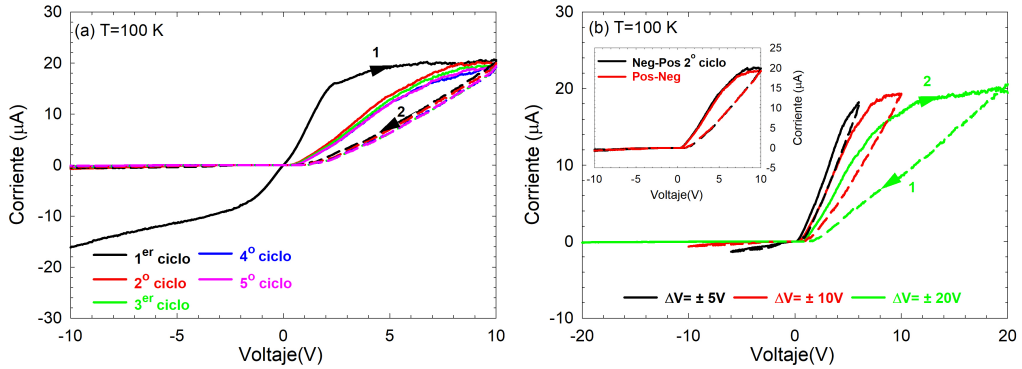 (a) T=100 K
1
2
Corriente (µA)
30
20
10
0
-10
-20
-30
1er ciclo
2o ciclo
3er ciclo
4o ciclo
5o ciclo
-10 -5 0 5 10
Voltaje(V)
(b) T=100 K
Corriente (µA)
30
20
10
0
-10
Neg-Pos 2o ciclo
Pos-Neg
25
20
15
10
5
0
-5
Corriente (µA)
-10 -5 0 5 10
Voltaje(V)
2
1
ΔV= ± 5V ΔV= ± 10V ΔV= ± 20V
-20 -10 0 10 20
Voltaje(V)